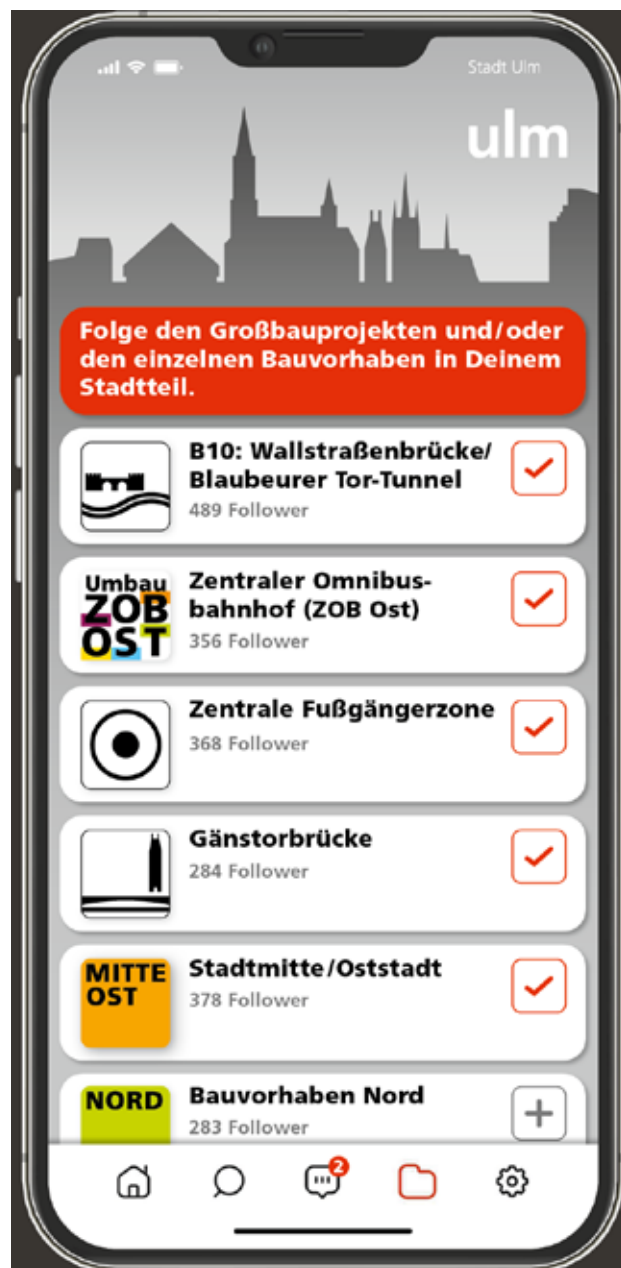 Stadt Ulm
ulm
Folge den Großbauprojekten und/oder
den einzelnen Bauvorhaben in Deinem
Stadtteil.
B10: Wallstraßenbrücke/
Blaubeurer Tor-Tunnel
489 Follower
Umbau
ZOB
OST
Zentraler Omnibus-
bahnhof (ZOB Ost)
356 Follower
Zentrale Fußgängerzone
368 Follower
Gänstorbrücke
284 Follower
MITTE
OST
Stadtmitte/Oststadt
378 Follower
NORD
Bauvorhaben Nord
283 Follower
2